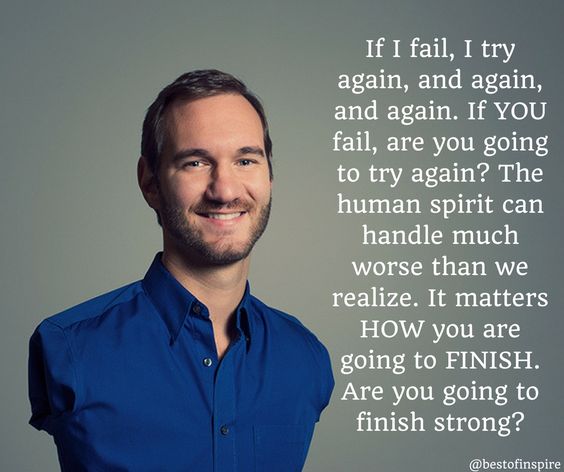 If I fail, I try
again, and again,
and again. If YOU
fail, are you going
to try again? The
human spirit can
handle much
worse than we
realize. It matters
HOW you are
going to FINISH.
Are you going to
finish strong?
@bestofinspire